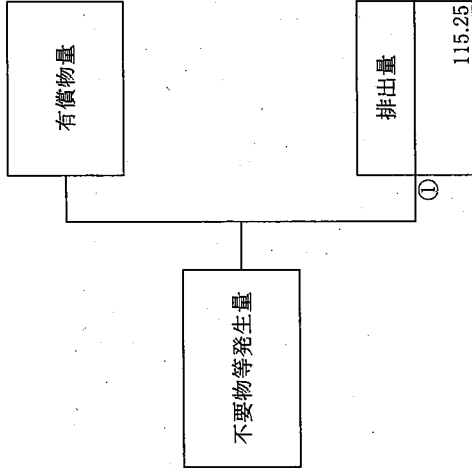 有償物量
不要物等発生量
排出量
①
115.25